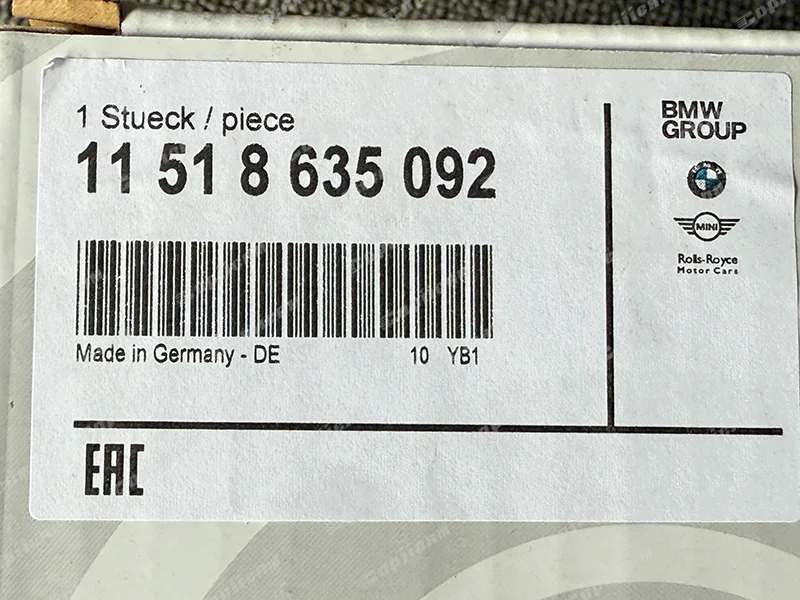 1 Stueck / piece
11 51 8 635 092
Made in Germany - DE 10 YB1
EAC
BMW
GROUP
MINI
Rolls-Royce
Motor Cars